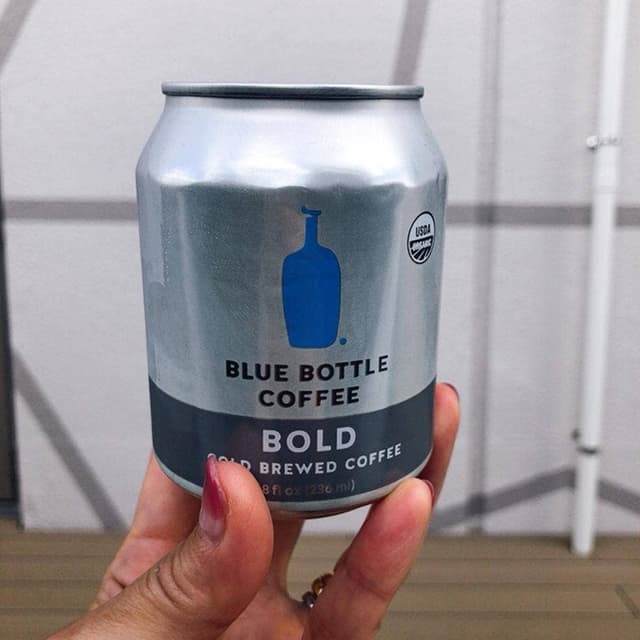 USDA
ORGANIC
BLUE BOTTLE
COFFEE
BOLD
COLD BREWED COFFEE
8 fl oz (236 ml)